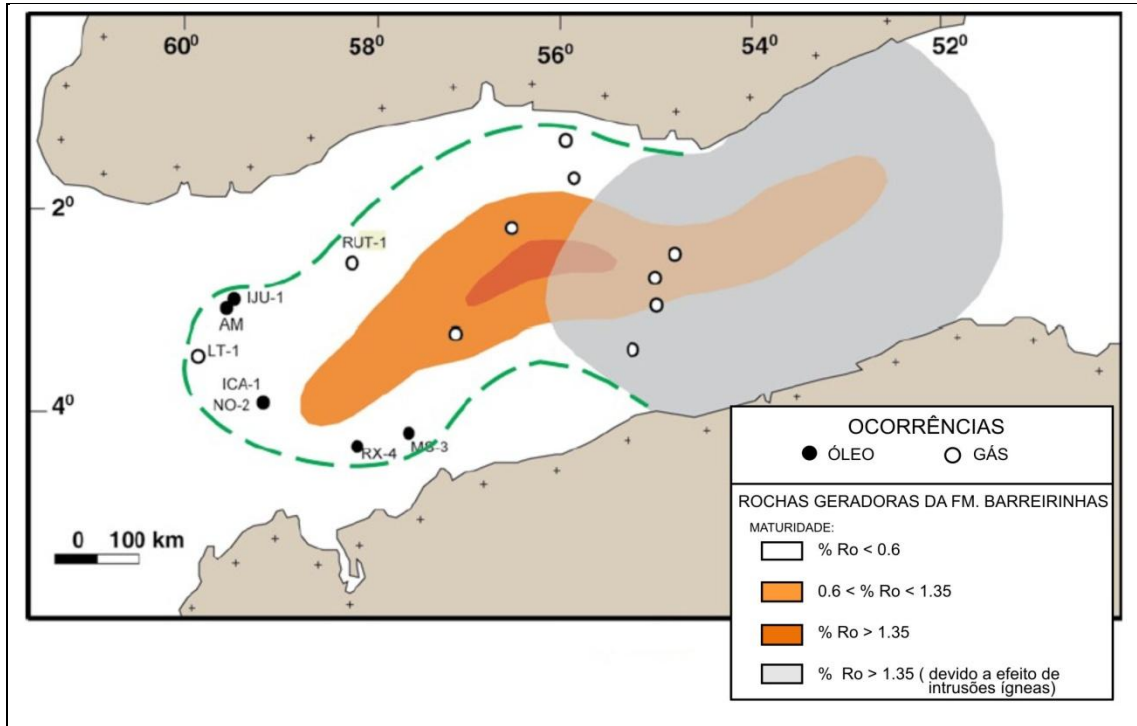 60⁰ 58⁰ 56⁰ 54⁰ 52⁰
2⁰
RUT-1
IJU-1
AM
LT-1
ICA-1
4⁰
NO-2
RX-4
MS-3
0 100 km
OCORRÊNCIAS
ÓLEO GÁS
ROCHAS GERADORAS DA FM. BARREIRINHAS
MATURIDADE:
% Ro < 0.6
0.6 < % Ro < 1.35
% Ro > 1.35
% Ro > 1.35 ( devido a efeito de
intrusões ígneas)